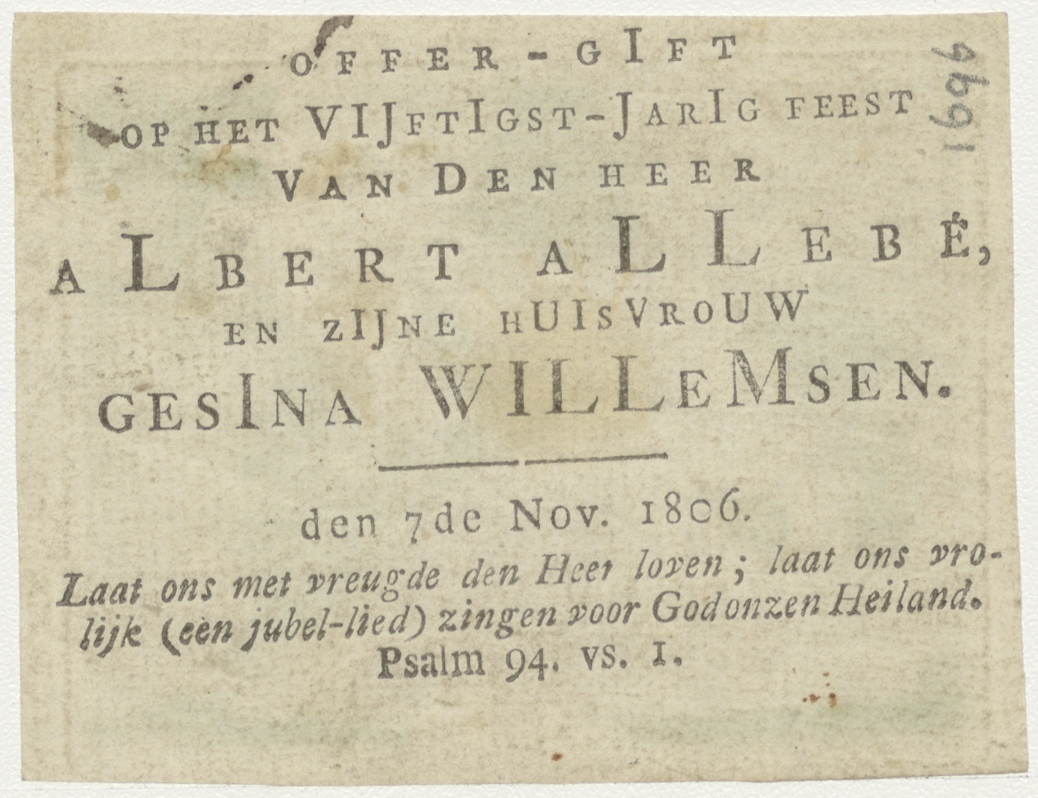 OFFER-GIFT
OP HET VIJFTIGST-JARIG FEEST
VAN DEN HEER
ALBERT ALLEBÉ,
EN ZIJNE HUISVROUW
GESINA WILLEMSEN.
den 7de Nov. 1806.
Laat ons met vreugde den Heer loven; laat ons vro-
lijk (een jubel-lied) zingen voor God onzen Heiland.
Psalm 94. vs. 1.
1696